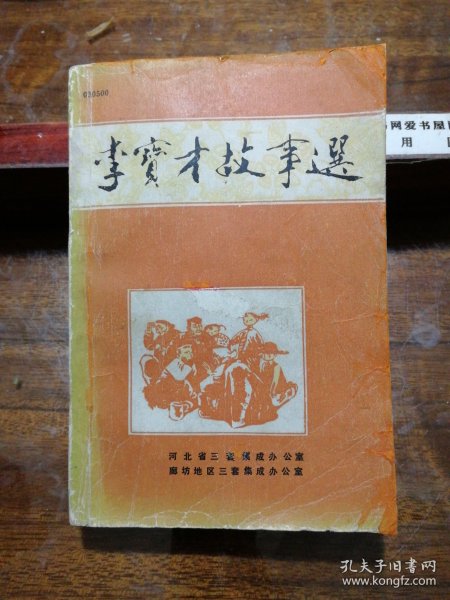 030500
网爱书屋
用
李寶才故事選
河北省三套集成办公室
廊坊地区三套集成办公室
孔夫子旧书网
www.kongfz.com